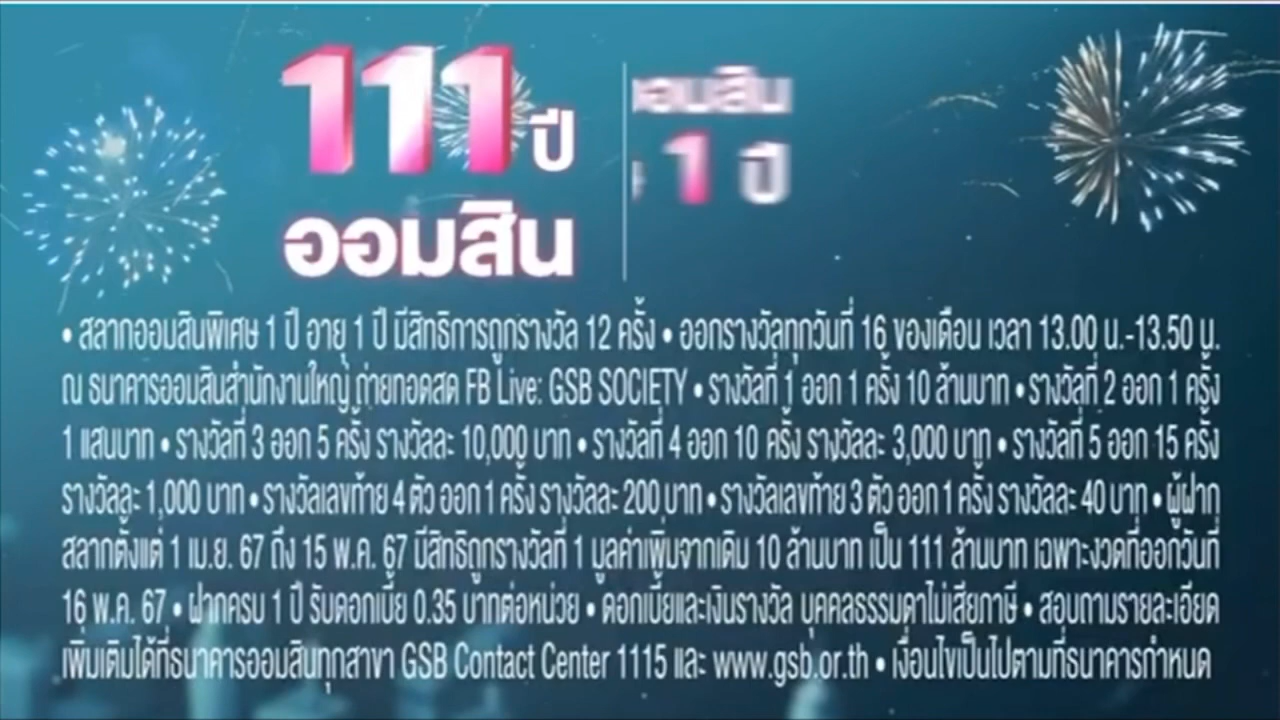 111 ปี
ออมสิน
ออมสิน
1 ปี
• สลากออมสินพิเศษ 1 ปี อายุ 1 ปี มีสิทธิการถูกรางวัล 12 ครั้ง • ออกรางวัลทุกวันที่ 16 ของเดือน เวลา 13.00 น.-13.50 น.
ณ ธนาคารออมสินสำนักงานใหญ่ ถ่ายทอดสด FB Live: GSB SOCIETY • รางวัลที่ 1 ออก 1 ครั้ง 10 ล้านบาท • รางวัลที่ 2 ออก 1 ครั้ง
1 แสนบาท • รางวัลที่ 3 ออก 5 ครั้ง รางวัลละ 10,000 บาท • รางวัลที่ 4 ออก 10 ครั้ง รางวัลละ 3,000 บาท • รางวัลที่ 5 ออก 15 ครั้ง
รางวัลละ 1,000 บาท • รางวัลเลขท้าย 4 ตัว ออก 1 ครั้ง รางวัลละ 200 บาท • รางวัลเลขท้าย 3 ตัว ออก 1 ครั้ง รางวัลละ 40 บาท • ผู้ฝาก
สลากตั้งแต่ 1 เม.ย. 67 ถึง 15 พ.ค. 67 มีสิทธิถูกรางวัลที่ 1 มูลค่าเพิ่มจากเดิม 10 ล้านบาท เป็น 111 ล้านบาท เฉพาะงวดที่ออกวันที่
16 พ.ค. 67 • ฝากครบ 1 ปี รับดอกเบี้ย 0.35 บาทต่อหน่วย • ดอกเบี้ยและเงินรางวัล บุคคลธรรมดาไม่เสียภาษี • สอบถามรายละเอียด
เพิ่มเติมได้ที่ธนาคารออมสินทุกสาขา GSB Contact Center 1115 และ www.gsb.or.th • เงื่อนไขเป็นไปตามที่ธนาคารกำหนด